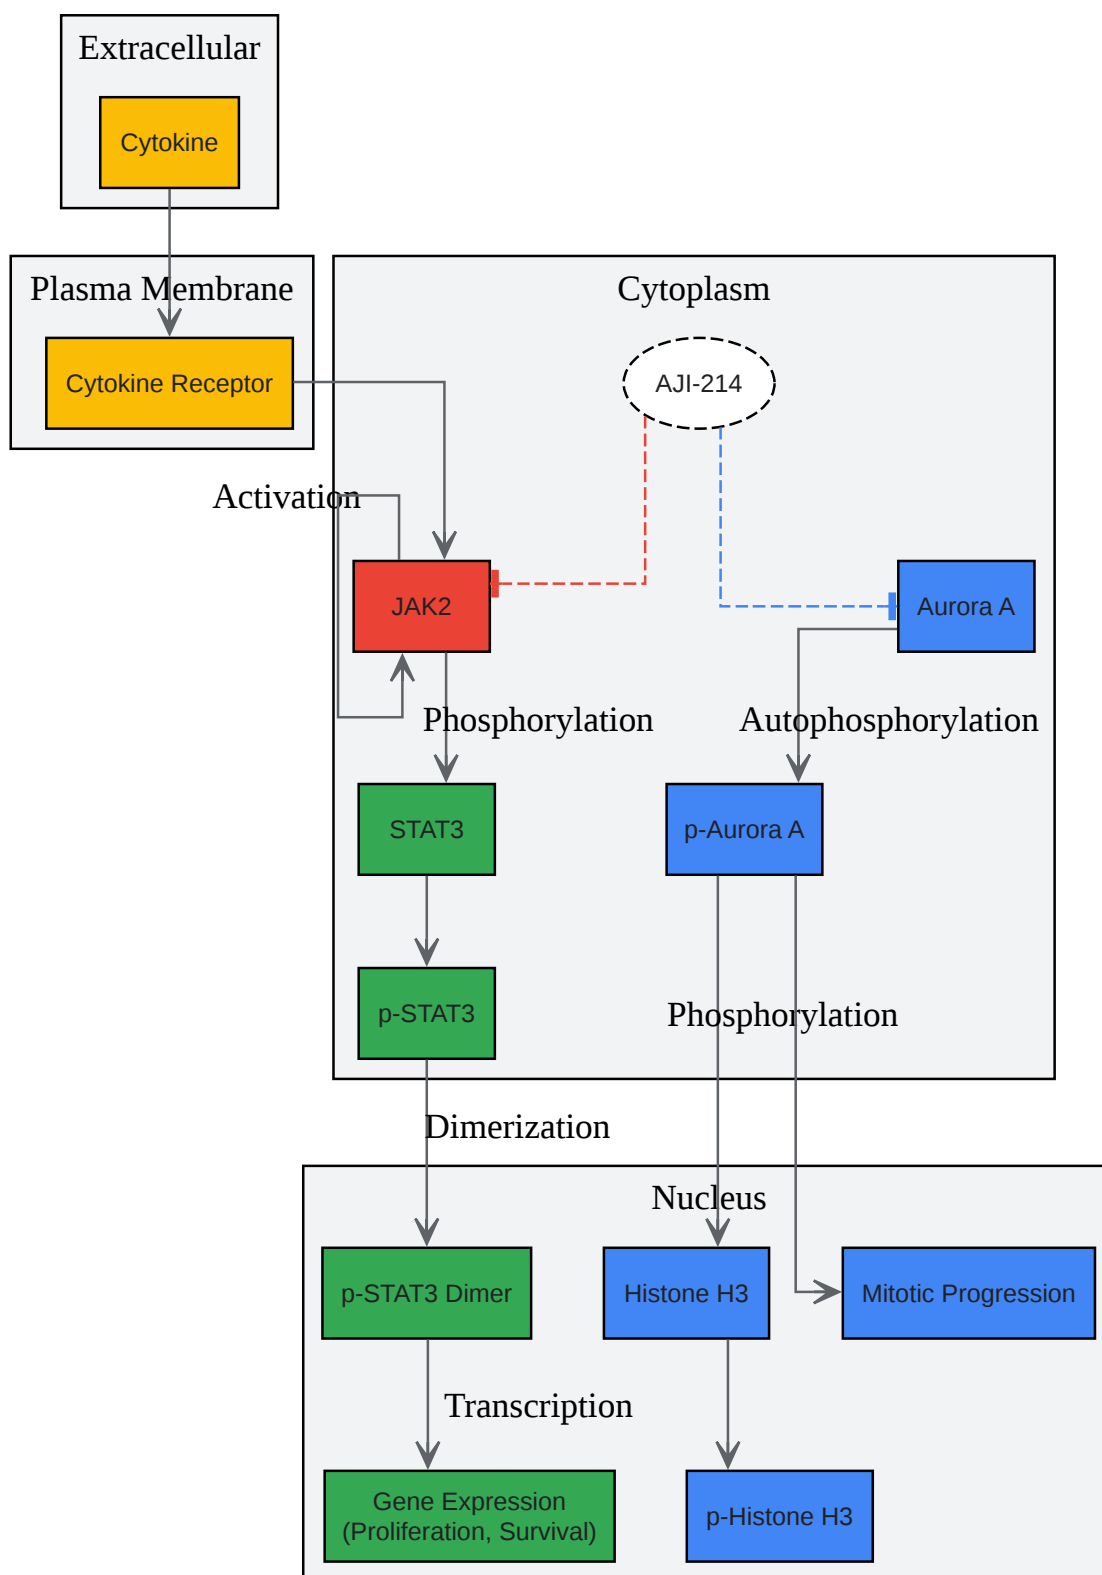 Extracellular
Cytokine
Plasma Membrane
Cytokine Receptor
Cytoplasm
AJI-214
Activation
JAK2
Aurora A
Phosphorylation
Autophosphorylation
STAT3
p-Aurora A
p-STAT3
Phosphorylation
Dimerization
Nucleus
p-STAT3 Dimer
Histone H3
Mitotic Progression
Transcription
Gene Expression
(Proliferation, Survival)
p-Histone H3